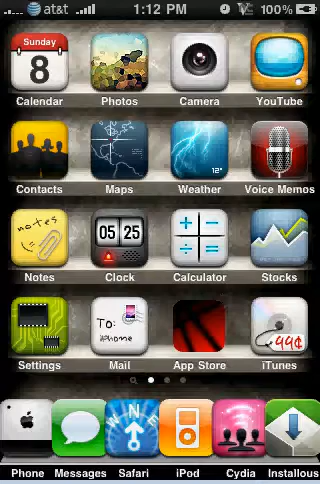 at&t 1:12 PM 100%
Sunday
8
Calendar Photos Camera YouTube
12°
Contacts Maps Weather Voice Memos
notes
05 25
Notes Clock Calculator Stocks
To:
iPhone
99¢
Settings Mail App Store iTunes
N
W E
Phone Messages Safari iPod Cydia Installous